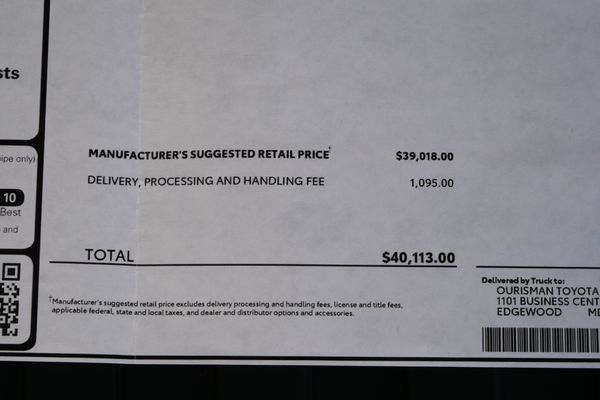 sts
MANUFACTURER'S SUGGESTED RETAIL PRICE† $39,018.00
ipe only)
DELIVERY, PROCESSING AND HANDLING FEE 1,095.00
10
Best
and
TOTAL $40,113.00
†Manufacturer's suggested retail price excludes delivery processing and handling fees, license and title fees,
applicable federal, state and local taxes, and dealer and distributor options and accessories.
Delivered by Truck to:
OURISMAN TOYOTA
1101 BUSINESS CENT
EDGEWOOD MD